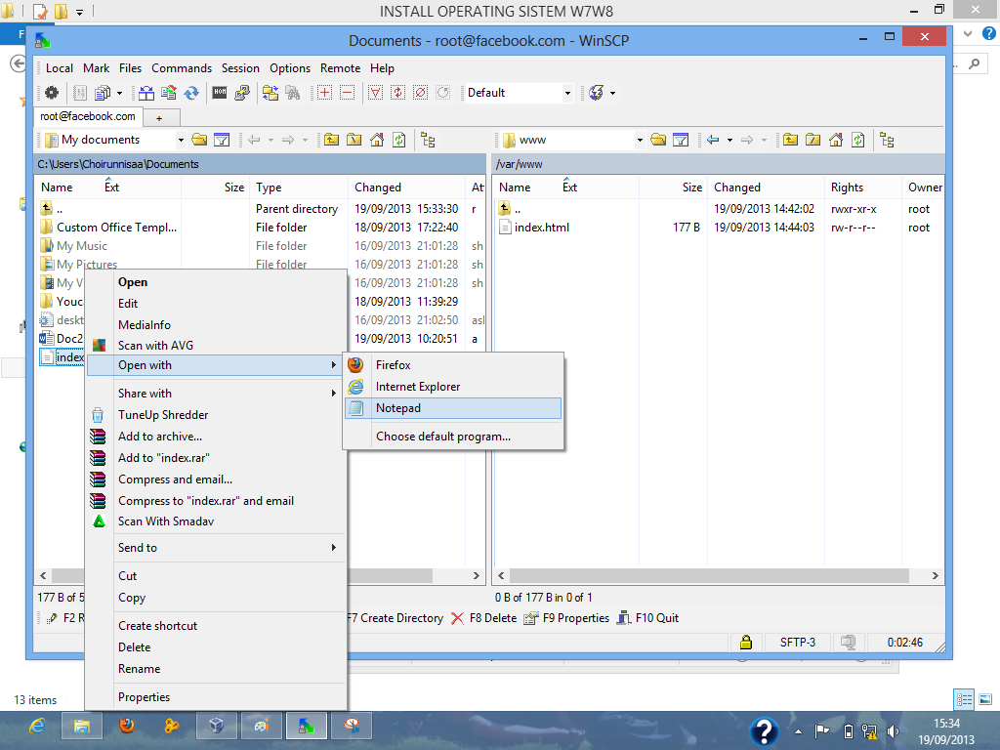 INSTALL OPERATING SISTEM W7W8
F
Documents - root@facebook.com - WinSCP
Local Mark Files Commands Session Options Remote Help
Default
root@facebook.com +
My documents
www
C:\Users\Choirunnisaa\Documents
/var/www
Name Ext Size Type Changed At
Name Ext Size Changed Rights Owner
.. Parent directory 19/09/2013 15:33:30 r
.. 19/09/2013 14:42:02 rwxr-xr-x root
Custom Office Templ... File folder 18/09/2013 17:22:40
index.html 177 B 19/09/2013 14:44:03 rw-r--r-- root
My Music File folder 16/09/2013 21:01:28 sh
My Pictures File folder 16/09/2013 21:01:28 sh
My V 16/09/2013 21:01:28 sh
Youc 18/09/2013 11:39:29
deskt 16/09/2013 21:02:50 asl
Doc2 19/09/2013 10:20:51 a
index
Open
Edit
MediaInfo
Scan with AVG
Open with
Share with
TuneUp Shredder
Add to archive...
Add to "index.rar"
Compress and email...
Compress to "index.rar" and email
Scan With Smadav
Send to
Cut
Copy
Create shortcut
Delete
Rename
Properties
Firefox
Internet Explorer
Notepad
Choose default program...
177 B of 5
0 B of 177 B in 0 of 1
F2 R F7 Create Directory F8 Delete F9 Properties F10 Quit
SFTP-3 0:02:46
13 items
15:34
19/09/2013